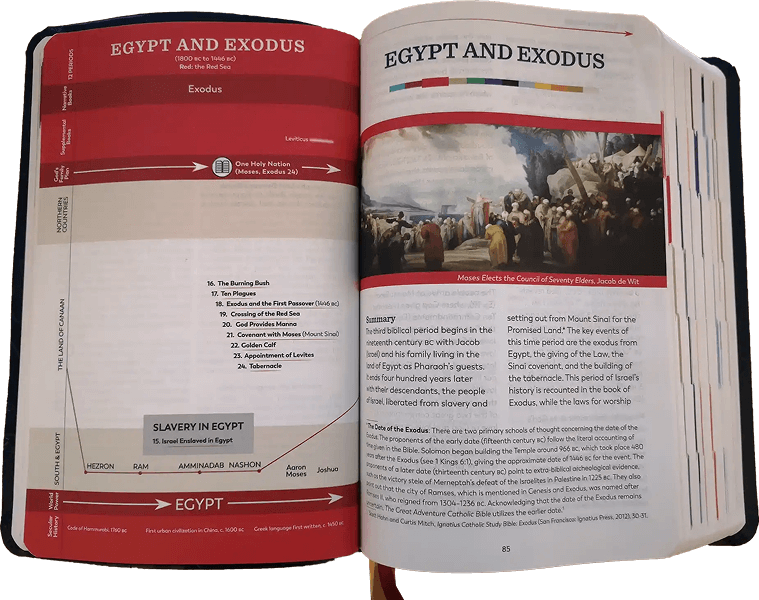 EGYPT AND EXODUS
(1800 BC to 1446 BC)
Red: the Red Sea
12 PERIODS
Narrative
Books
Exodus
Supplemental
Books
Leviticus
God's
Family
Plan
One Holy Nation
(Moses, Exodus 24)
NORTHERN
COUNTRIES
THE LAND OF CANAAN
16. The Burning Bush
17. Ten Plagues
18. Exodus and the First Passover (1446 BC)
19. Crossing of the Red Sea
20. God Provides Manna
21. Covenant with Moses (Mount Sinai)
22. Golden Calf
23. Appointment of Levites
24. Tabernacle
SLAVERY IN EGYPT
15. Israel Enslaved in Egypt
SOUTH & EGYPT
HEZRON RAM AMMINADAB NASHON Aaron
Moses Joshua
World
Power
EGYPT
Secular
History
Code of Hammurabi, 1760 BC First urban civilization in China, c. 1600 BC Greek language first written, c. 1450 BC
EGYPT AND EXODUS
Moses Elects the Council of Seventy Elders, Jacob de Wit
Summary
The third biblical period begins in the
nineteenth century BC with Jacob
(Israel) and his family living in the
land of Egypt as Pharaoh's guests.
It ends four hundred years later
with their descendants, the people
of Israel, liberated from slavery and
setting out from Mount Sinai for the
Promised Land.* The key events of
this time period are the exodus from
Egypt, the giving of the Law, the
Sinai covenant, and the building of
the tabernacle. This period of Israel's
history is recounted in the book of
Exodus, while the laws for worship
*The Date of the Exodus: There are two primary schools of thought concerning the date of the
Exodus. The proponents of the early date (fifteenth century BC) follow the literal accounting of
time given in the Bible. Solomon began building the Temple around 966 BC, which took place 480
years after the Exodus (see 1 Kings 6:1), giving the approximate date of 1446 BC for the event. The
proponents of a later date (thirteenth century BC) point to extra-biblical archeological evidence,
such as the victory stele of Merneptah's defeat of the Israelites in Palestine in 1225 BC. They also
point out that the city of Ramses, which is mentioned in Genesis and Exodus, was named after
Ramses II, who reigned from 1304–1236 BC. Acknowledging that the date of the Exodus remains
uncertain, The Great Adventure Catholic Bible utilizes the earlier date.¹
Scott Hahn and Curtis Mitch, Ignatius Catholic Study Bible: Exodus (San Francisco: Ignatius Press, 2012), 30-31.
85